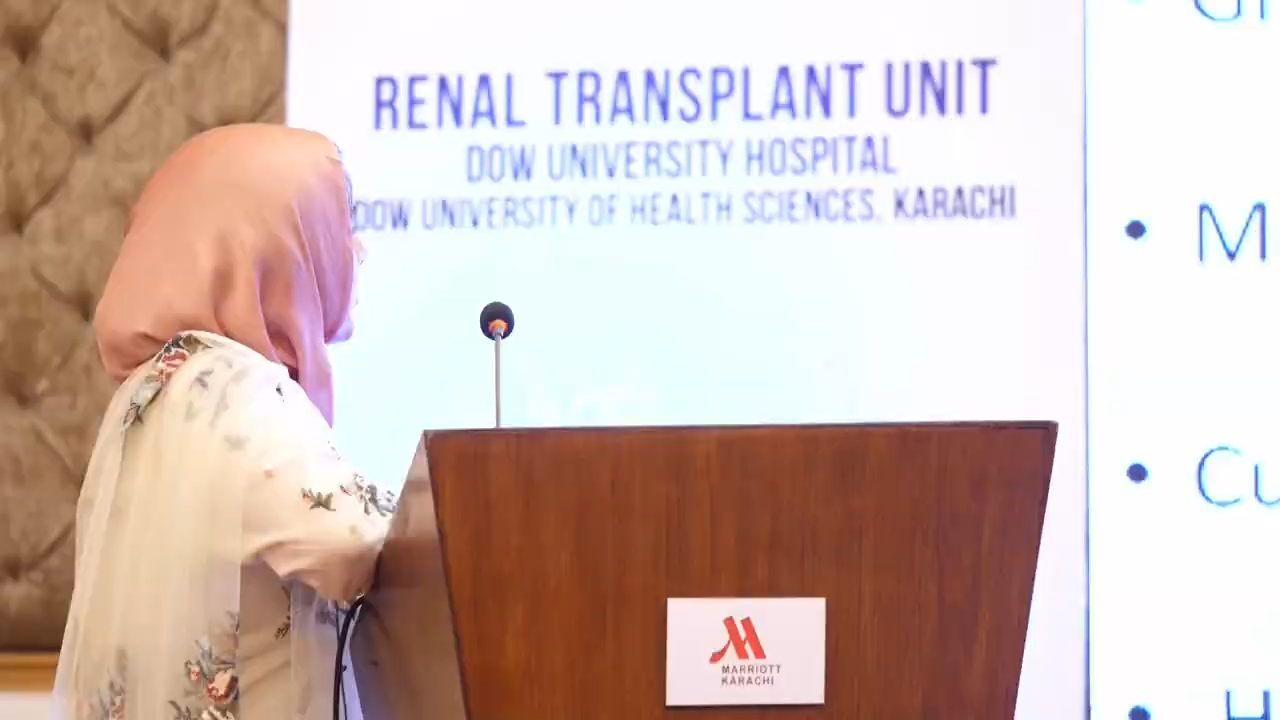 RENAL TRANSPLANT UNIT
DOW UNIVERSITY HOSPITAL
DOW UNIVERSITY OF HEALTH SCIENCES, KARACHI
MARRIOTT
KARACHI